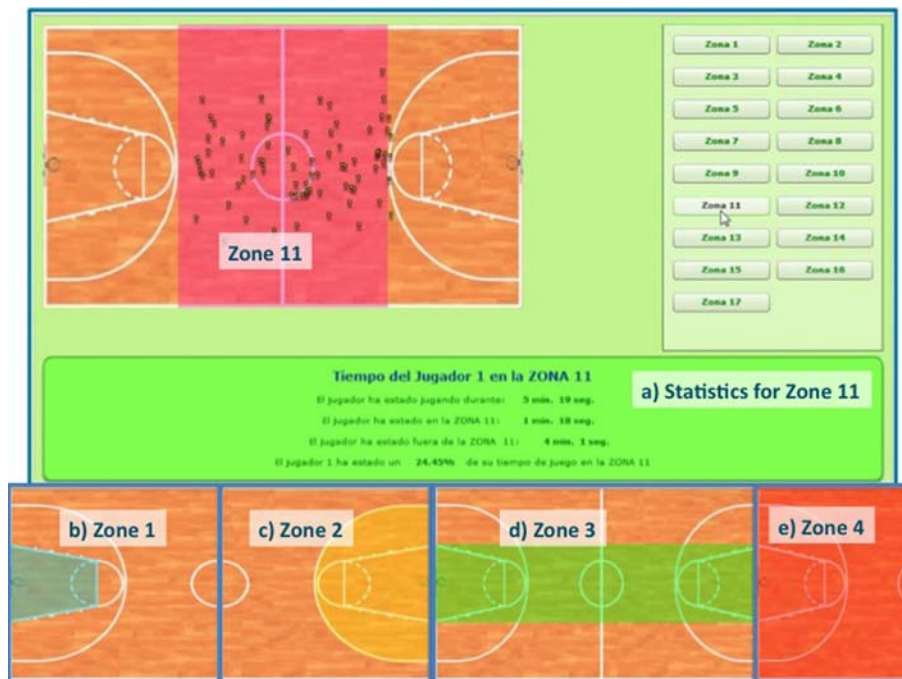 Zona 1 Zona 2
Zona 3 Zona 4
Zona 5 Zona 6
Zona 7 Zona 8
Zona 9 Zona 10
Zona 11 Zona 12
Zona 13 Zona 14
Zona 15 Zona 16
Zona 17
Zone 11
Tiempo del Jugador 1 en la ZONA 11
a) Statistics for Zone 11
El jugador ha estado jugando durante: 5 min. 19 seg.
El jugador ha estado en la ZONA 11: 1 min. 18 seg.
El jugador ha estado fuera de la ZONA 11: 4 min. 1 seg.
El jugador 1 ha estado un 24.45% de su tiempo de juego en la ZONA 11
b) Zone 1
c) Zone 2
d) Zone 3
e) Zone 4